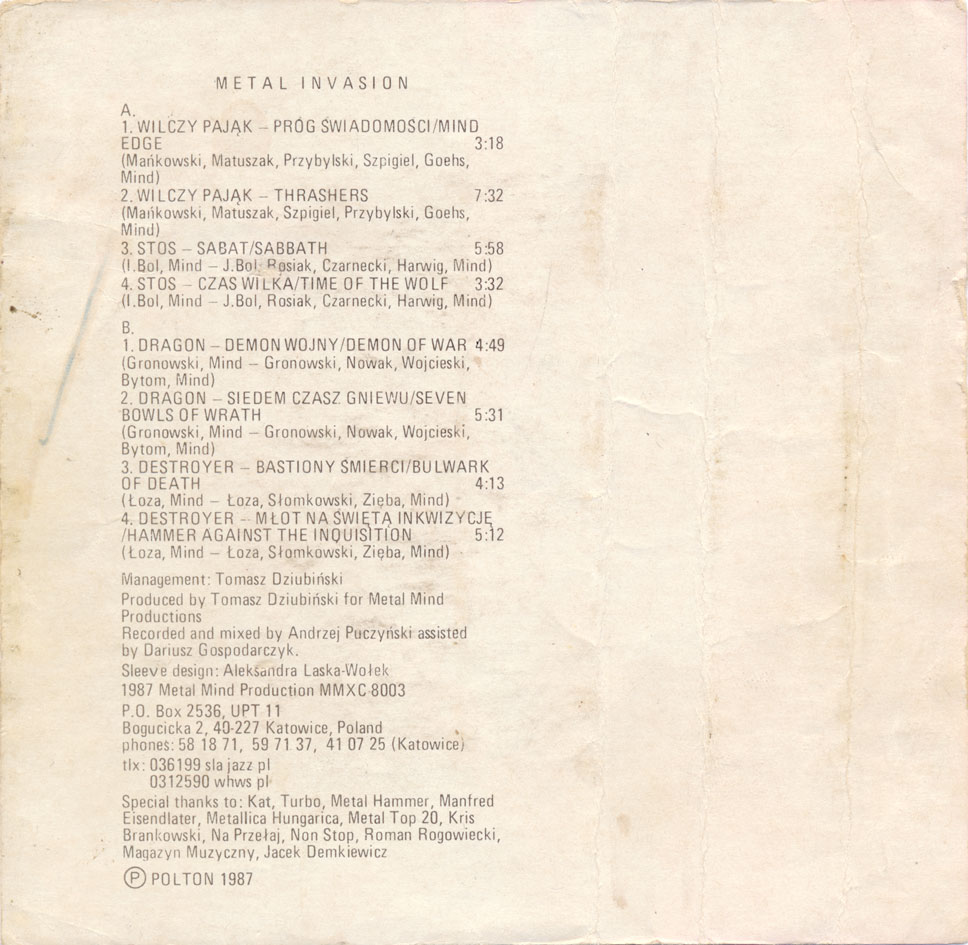 METAL INVASION
A.
1. WILCZY PAJĄK – PRÓG ŚWIADOMOŚCI/MIND
EDGE 3:18
(Mańkowski, Matuszak, Przybylski, Szpigiel, Goehs,
Mind)
2. WILCZY PAJĄK – THRASHERS 7:32
(Mańkowski, Matuszak, Szpigiel, Przybylski, Goehs,
Mind)
3. STOS – SABAT/SABBATH 5:58
(I.Bol, Mind – J.Bol, Rosiak, Czarnecki, Harwig, Mind)
4. STOS – CZAS WILKA/TIME OF THE WOLF 3:32
(I.Bol, Mind – J.Bol, Rosiak, Czarnecki, Harwig, Mind)
B.
1. DRAGON – DEMON WOJNY/DEMON OF WAR 4:49
(Gronowski, Mind – Gronowski, Nowak, Wojcieski,
Bytom, Mind)
2. DRAGON – SIEDEM CZASZ GNIEWU/SEVEN
BOWLS OF WRATH 5:31
(Gronowski, Mind – Gronowski, Nowak, Wojcieski,
Bytom, Mind)
3. DESTROYER – BASTIONY ŚMIERCI/BULWARK
OF DEATH 4:13
(Łoza, Mind – Łoza, Słomkowski, Zięba, Mind)
4. DESTROYER – MŁOT NA ŚWIĘTĄ INKWIZYCJĘ
/HAMMER AGAINST THE INQUISITION 5:12
(Łoza, Mind – Łoza, Słomkowski, Zięba, Mind)
Management: Tomasz Dziubiński
Produced by Tomasz Dziubiński for Metal Mind
Productions
Recorded and mixed by Andrzej Puczyński assisted
by Dariusz Gospodarczyk.
Sleeve design: Aleksandra Laska-Wołek
1987 Metal Mind Production MMXC 8003
P.O. Box 2536, UPT 11
Bogucicka 2, 40-227 Katowice, Poland
phones: 58 18 71, 59 71 37, 41 07 25 (Katowice)
tlx: 036199 sla jazz pl
0312590 whws pl
Special thanks to: Kat, Turbo, Metal Hammer, Manfred
Eisendlater, Metallica Hungarica, Metal Top 20, Kris
Brankowski, Na Przełaj, Non Stop, Roman Rogowiecki,
Magazyn Muzyczny, Jacek Demkiewicz
Ⓟ POLTON 1987